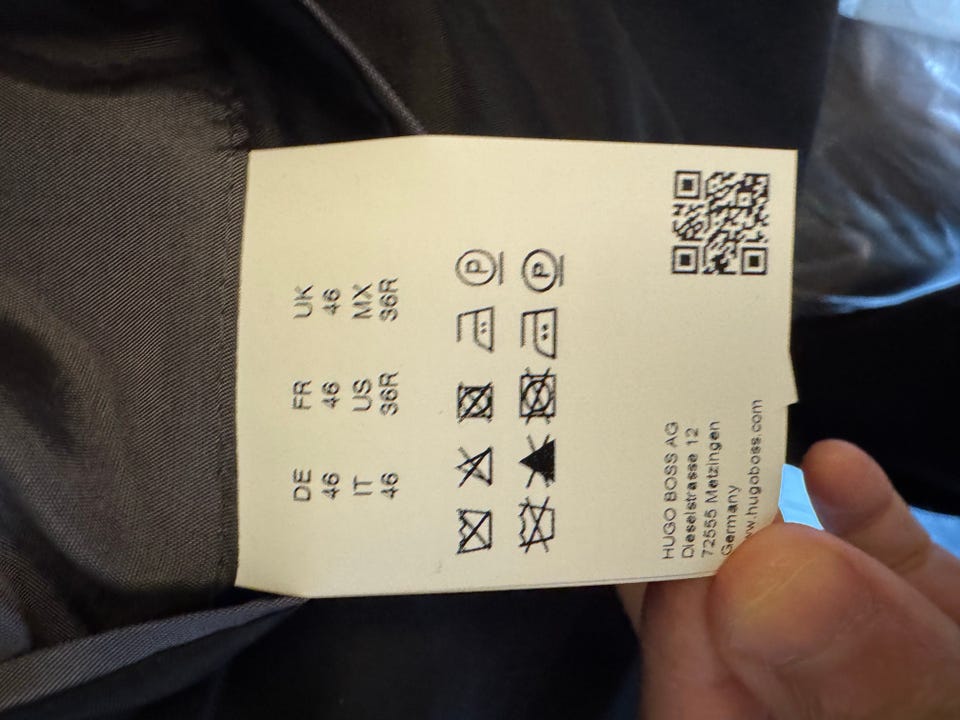 DE FR UK
46 46 46
IT US MX
46 36R 36R
P
P
HUGO BOSS AG
Dieselstrasse 12
72555 Metzingen
Germany
ww.hugoboss.com